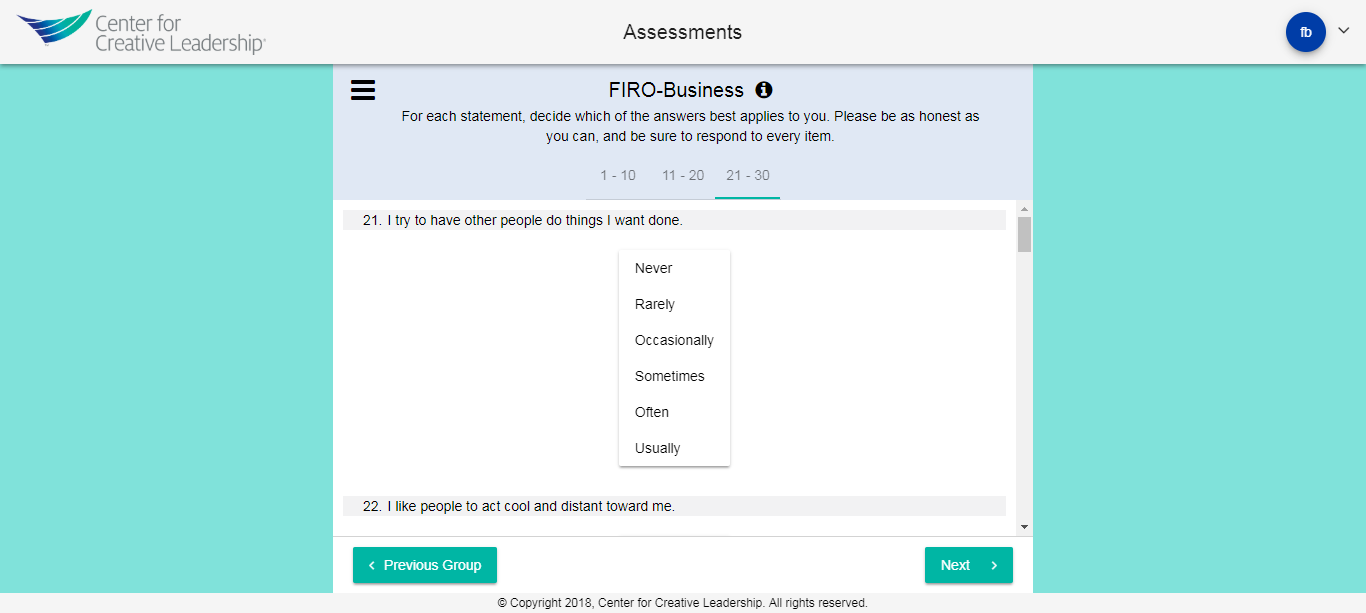 Center for
Creative Leadership®
Assessments
fb
FIRO-Business
For each statement, decide which of the answers best applies to you. Please be as honest as
you can, and be sure to respond to every item.
1 - 10 11 - 20 21 - 30
21. I try to have other people do things I want done.
Never
Rarely
Occasionally
Sometimes
Often
Usually
22. I like people to act cool and distant toward me.
Previous Group
Next
© Copyright 2018, Center for Creative Leadership. All rights reserved.